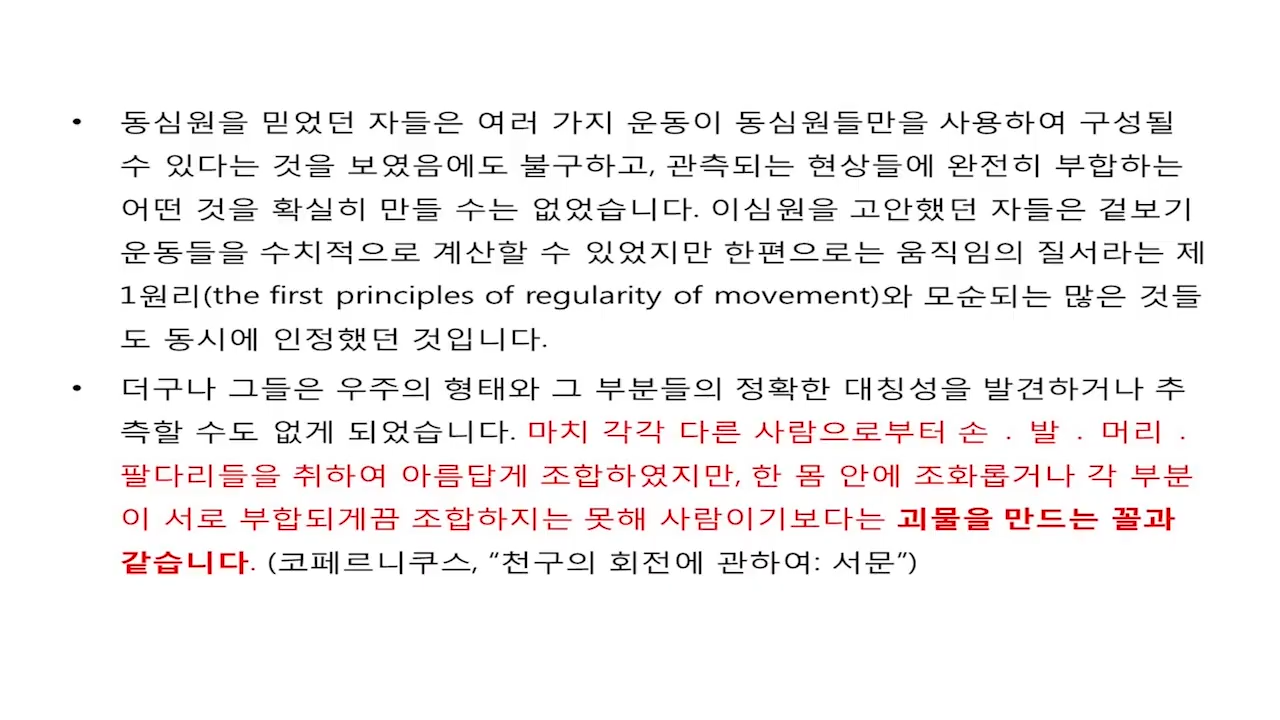 • 동심원을 믿었던 자들은 여러 가지 운동이 동심원들만을 사용하여 구성될
수 있다는 것을 보였음에도 불구하고, 관측되는 현상들에 완전히 부합하는
어떤 것을 확실히 만들 수는 없었습니다. 이심원을 고안했던 자들은 겉보기
운동들을 수치적으로 계산할 수 있었지만 한편으로는 움직임의 질서라는 제
1원리(the first principles of regularity of movement)와 모순되는 많은 것들
도 동시에 인정했던 것입니다.
• 더구나 그들은 우주의 형태와 그 부분들의 정확한 대칭성을 발견하거나 추
측할 수도 없게 되었습니다. 마치 각각 다른 사람으로부터 손 . 발 . 머리 .
팔다리들을 취하여 아름답게 조합하였지만, 한 몸 안에 조화롭거나 각 부분
이 서로 부합되게끔 조합하지는 못해 사람이기보다는 괴물을 만드는 꼴과
같습니다. (코페르니쿠스, “천구의 회전에 관하여: 서문”)